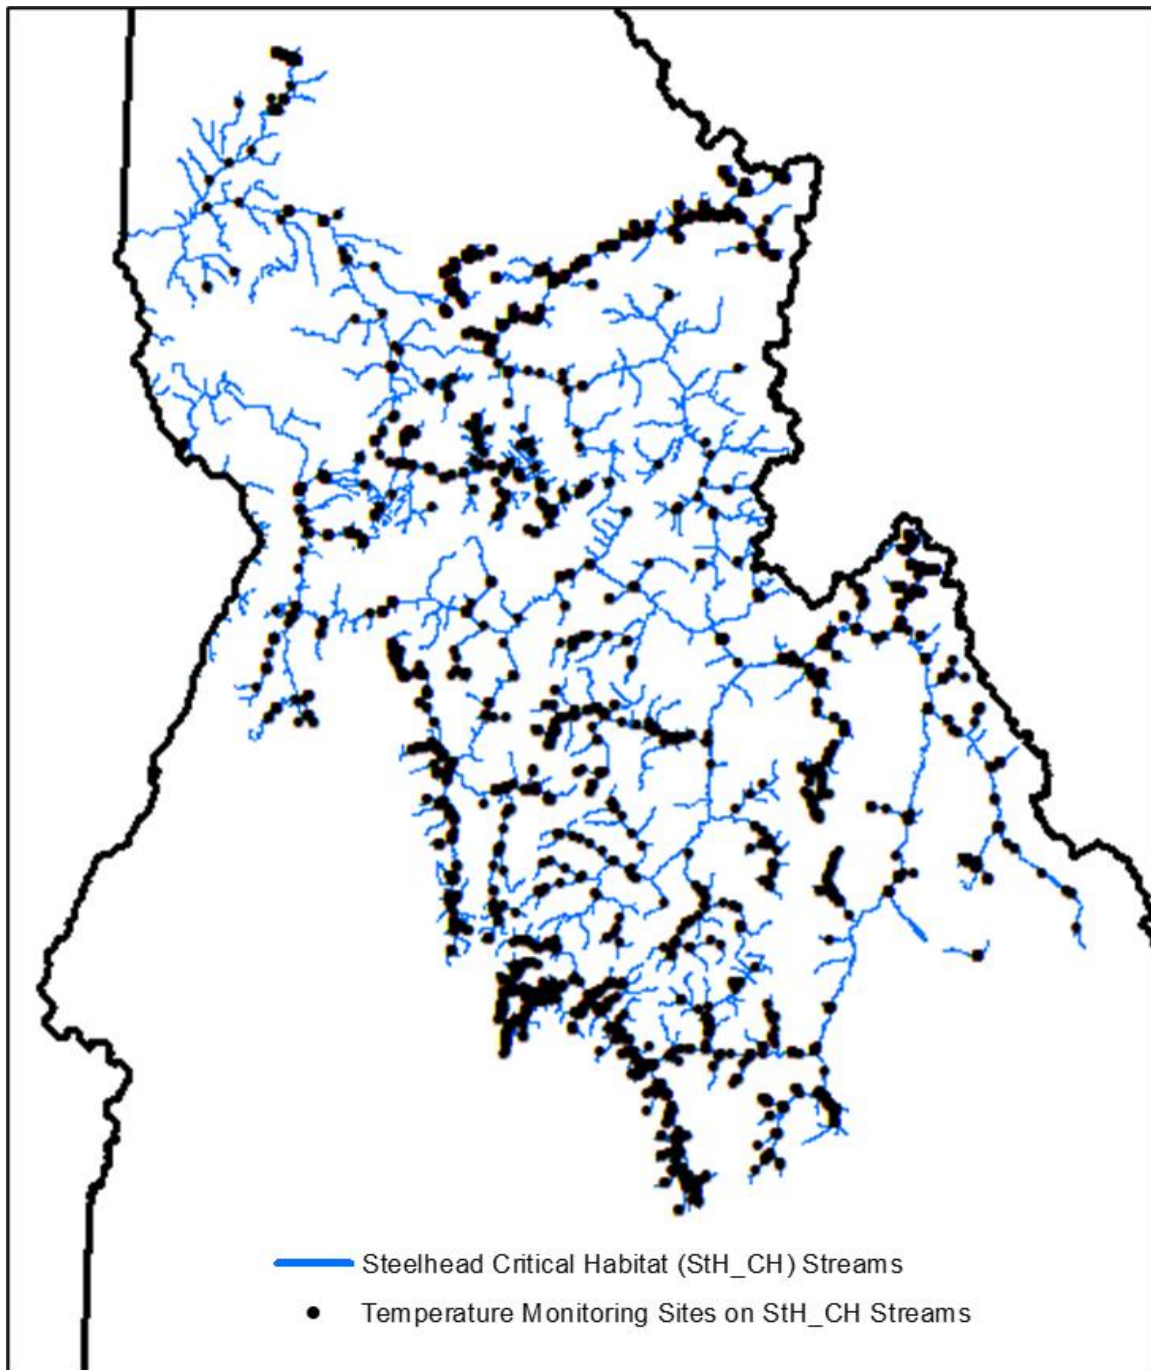 Steelhead Critical Habitat (StH_CH) Streams
Temperature Monitoring Sites on StH_CH Streams